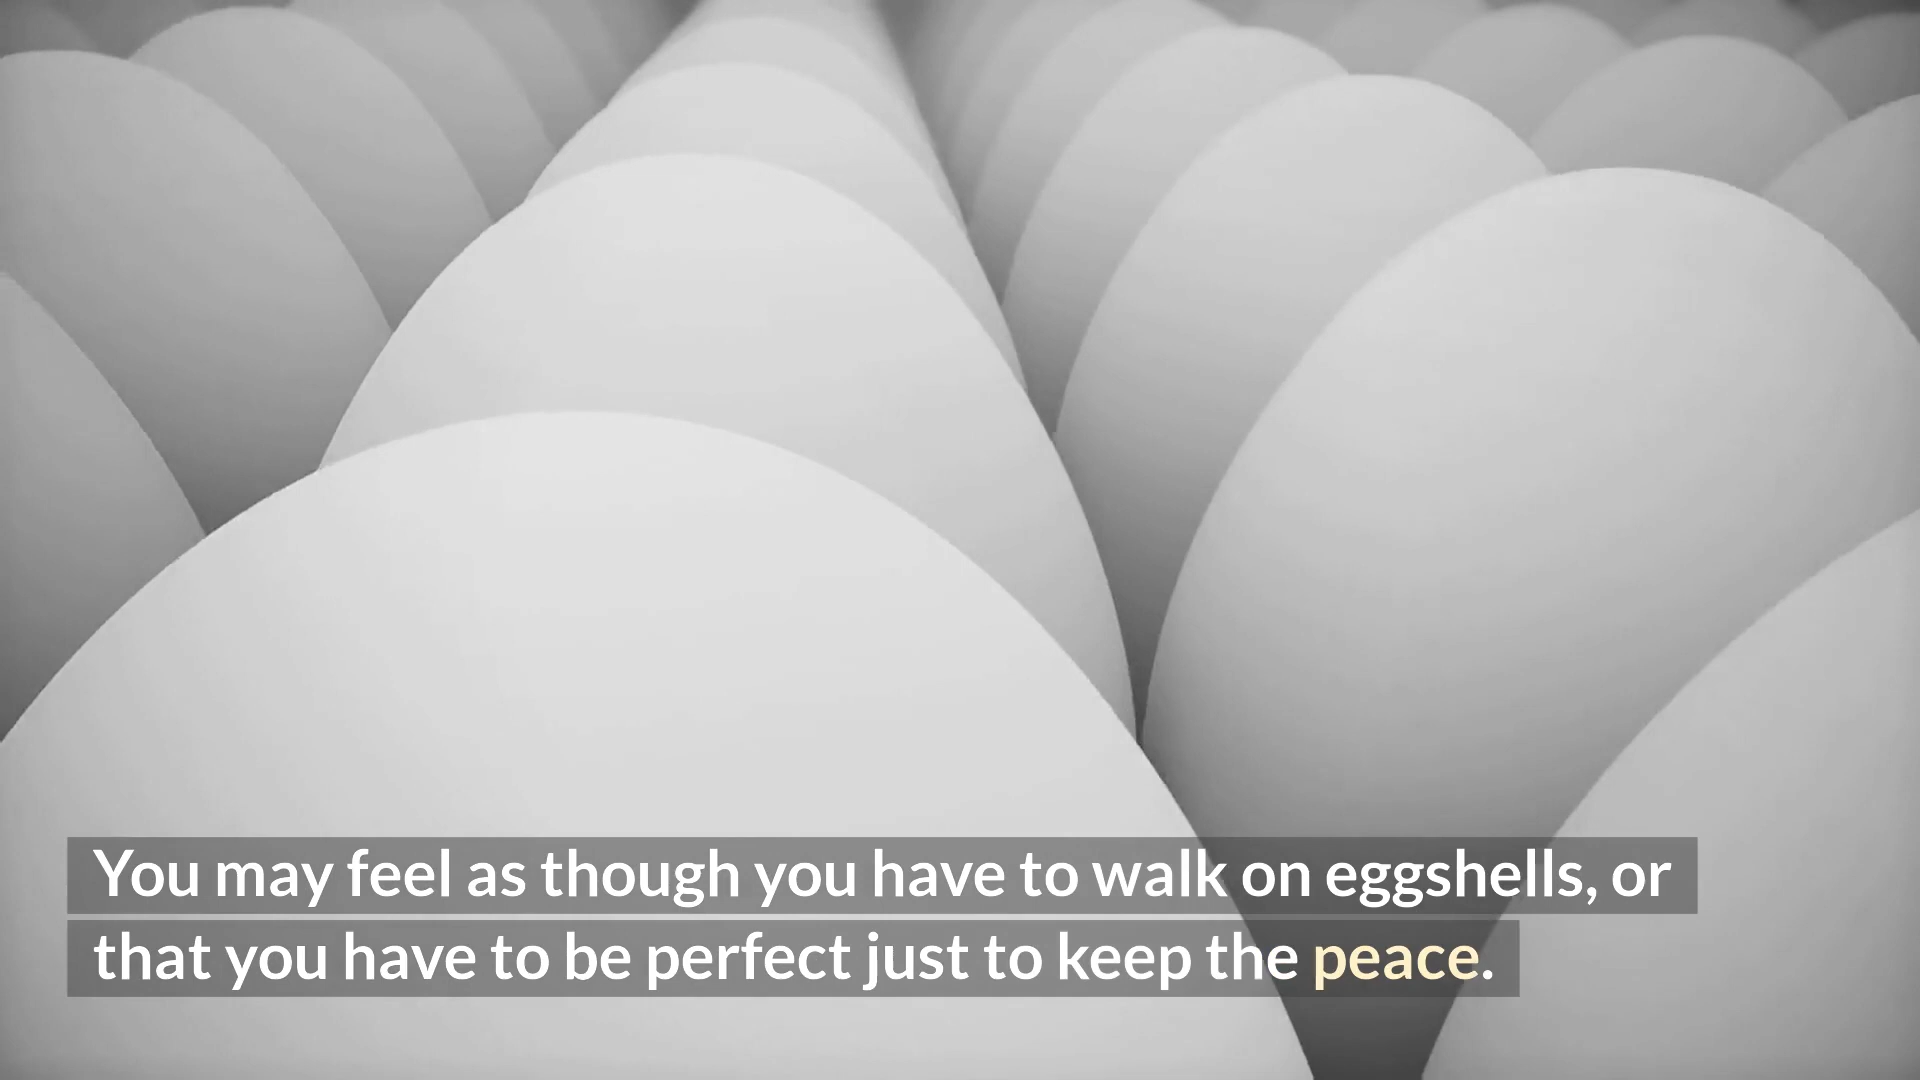 You may feel as though you have to walk on eggshells, or
that you have to be perfect just to keep the peace.